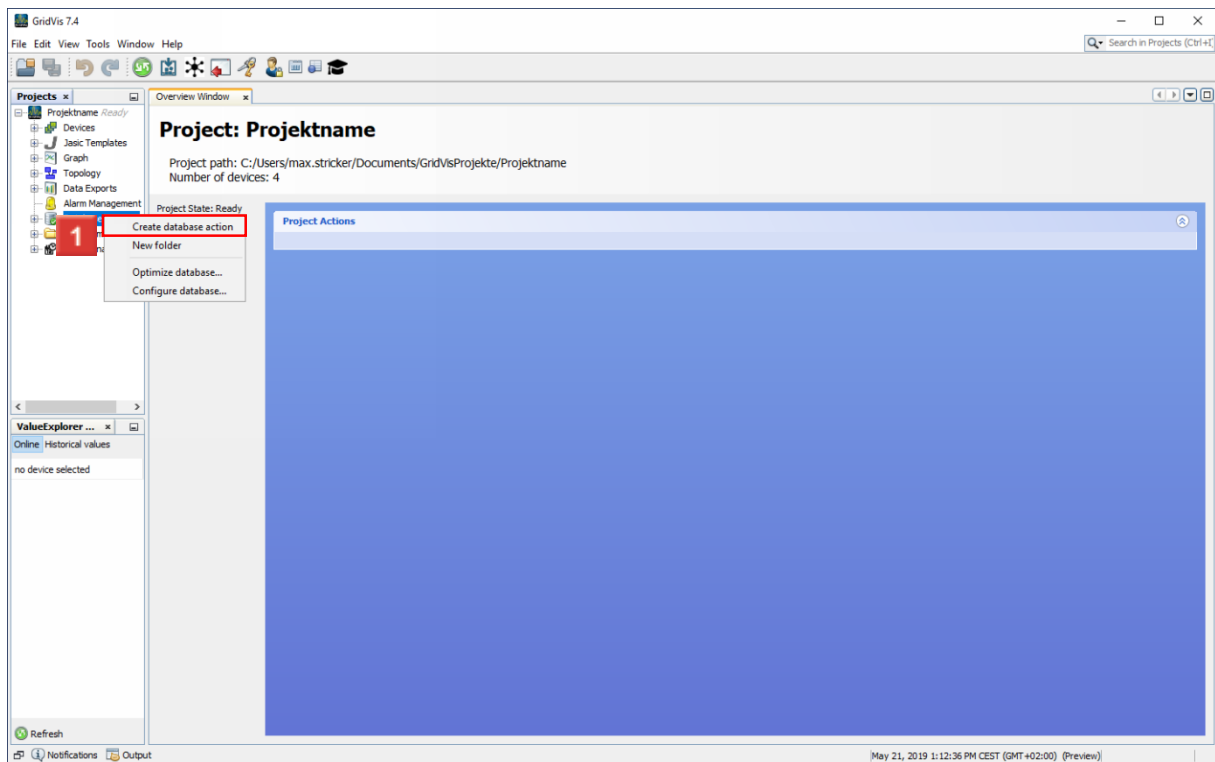 GridVis 7.4
File Edit View Tools Window Help
Search in Projects (Ctrl+I)
Projects
Overview Window
Projektname Ready
Devices
Jasic Templates
Graph
Topology
Data Exports
Alarm Management
Project: Projektname
Project path: C:/Users/max.stricker/Documents/GridVisProjekte/Projektname
Number of devices: 4
Project State: Ready
Project Actions
1
Create database action
New folder
Optimize database...
Configure database...
ValueExplorer ...
Online Historical values
no device selected
Refresh
Notifications Output
May 21, 2019 1:12:36 PM CEST (GMT+02:00) (Preview)